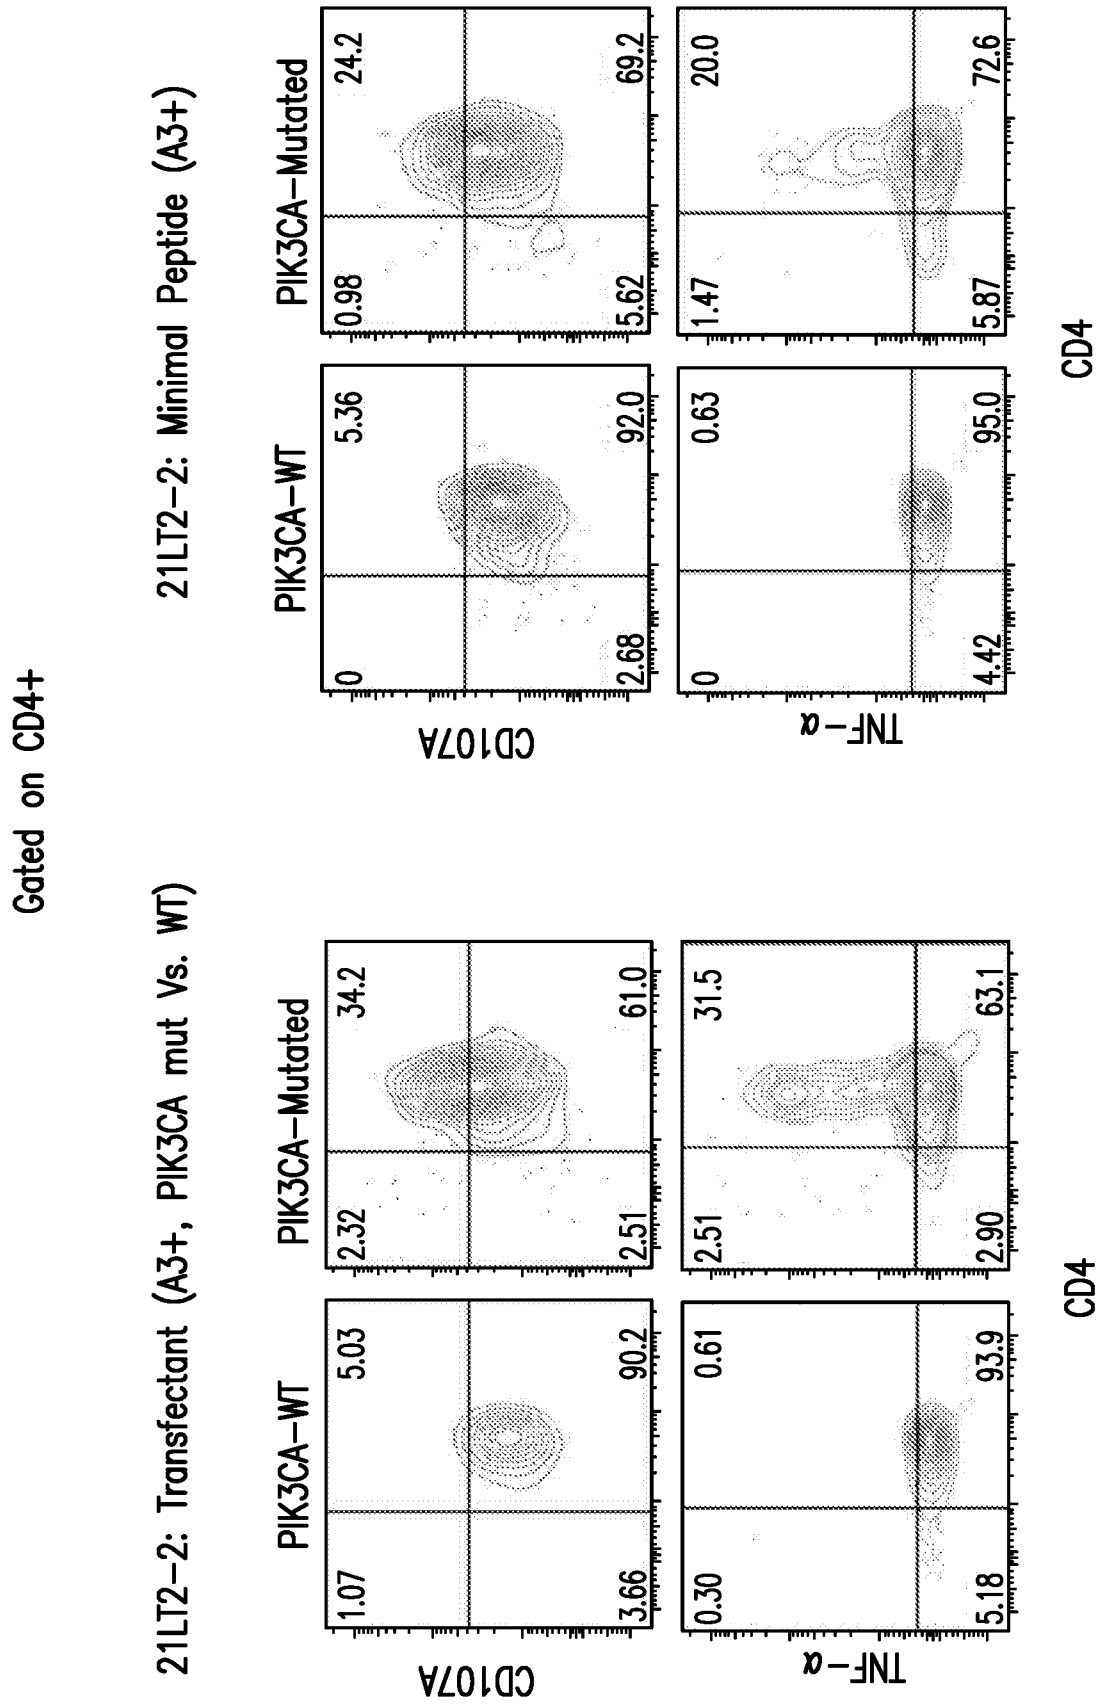 Gated on CD4+
21LT2-2: Transfectant (A3+, PIK3CA mut Vs. WT)
PIK3CA-WT
PIK3CA-Mutated
CD107A
1.07
5.03
3.66
90.2
2.32
34.2
2.51
61.0
TNF-α
0.30
0.61
5.18
93.9
2.51
31.5
2.90
63.1
CD4
21LT2-2: Minimal Peptide (A3+)
PIK3CA-WT
PIK3CA-Mutated
CD107A
0
5.36
2.68
92.0
0.98
24.2
5.62
69.2
TNF-α
0
0.63
4.42
95.0
1.47
20.0
5.87
72.6
CD4